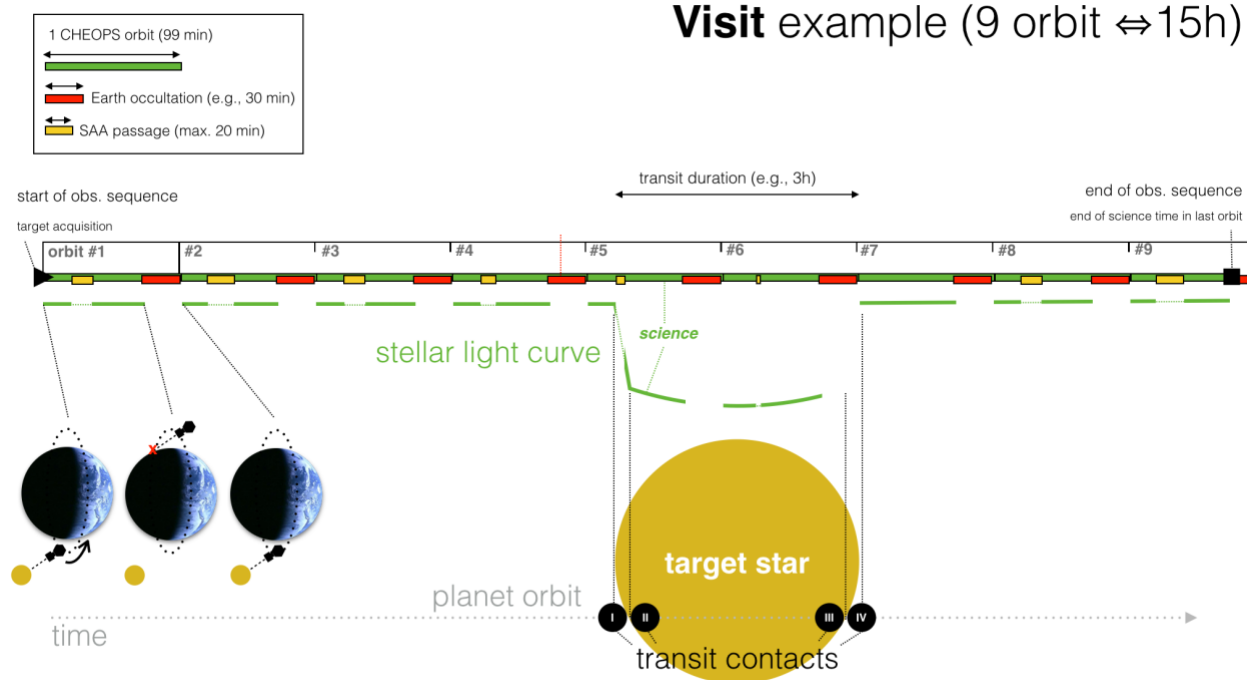 Visit example (9 orbit ⇔15h)
1 CHEOPS orbit (99 min)
Earth occultation (e.g., 30 min)
SAA passage (max. 20 min)
transit duration (e.g., 3h)
start of obs. sequence
end of obs. sequence
target acquisition
end of science time in last orbit
orbit #1
#2
#3
#4
#5
#6
#7
#8
#9
science
stellar light curve
x
target star
planet orbit
I
II
III
IV
time
transit contacts